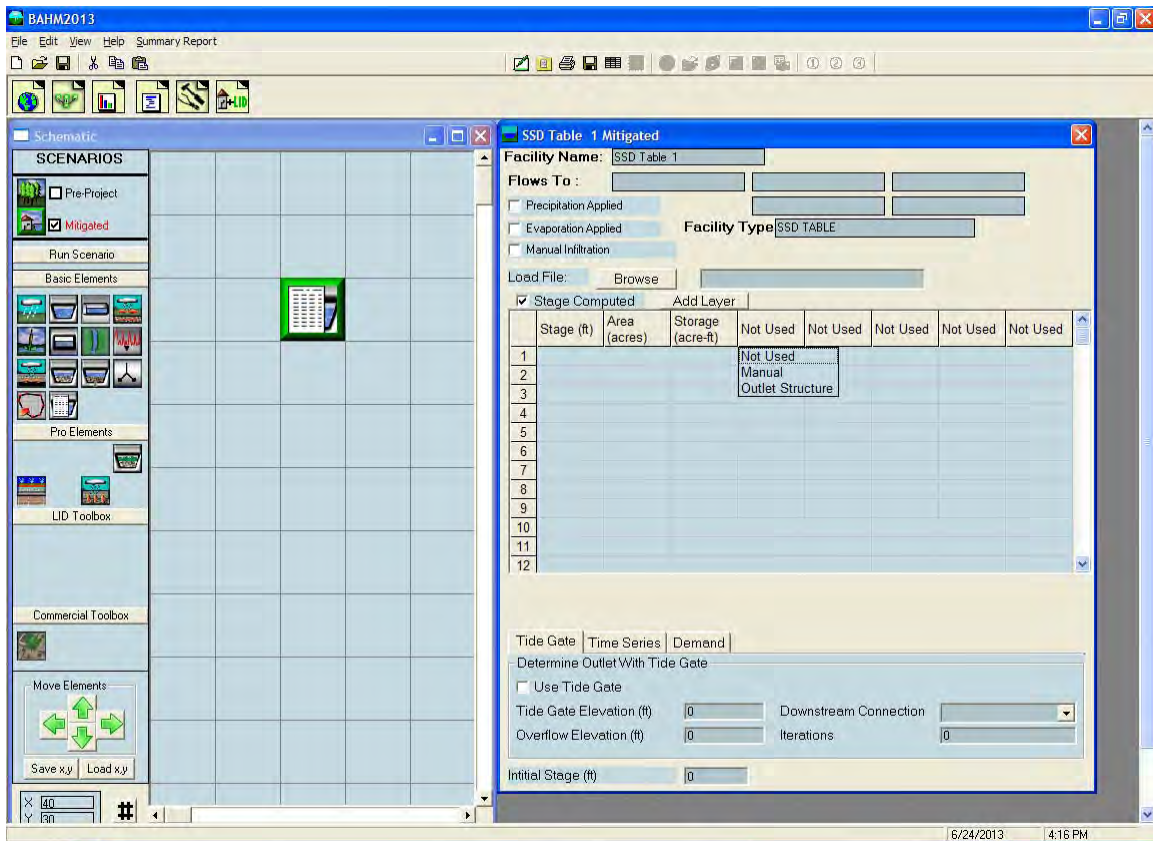 BAHM2013
File Edit View Help Summary Report
+LID
Schematic
SCENARIOS
Pre-Project
Mitigated
Run Scenario
Basic Elements
Pro Elements
LID Toolbox
Commercial Toolbox
Move Elements
Save x,y Load x,y
X 40
Y 30
#
SSD Table 1 Mitigated
Facility Name: SSD Table 1
Flows To :
Precipitation Applied
Evaporation Applied Facility Type SSD TABLE
Manual Infiltration
Load File: Browse
Stage Computed Add Layer
Stage (ft) Area (acres) Storage (acre-ft) Not Used Not Used Not Used Not Used Not Used
1 Not Used
2 Manual
3 Outlet Structure
4
5
6
7
8
9
10
11
12
Tide Gate Time Series Demand
Determine Outlet With Tide Gate
Use Tide Gate
Tide Gate Elevation (ft) 0 Downstream Connection
Overflow Elevation (ft) 0 Iterations 0
Intitial Stage (ft) 0
6/24/2013 4:16 PM